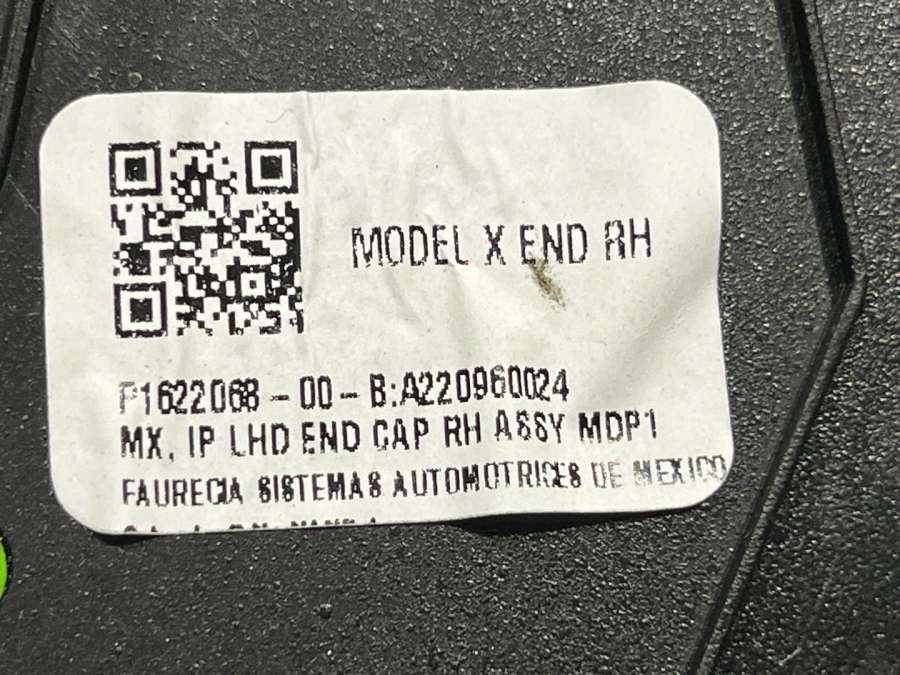 MODEL X END RH
P1622068-00-B:A220960024
MX, IP LHD END CAP RH ASSY MDP1
FAURECIA SISTEMAS AUTOMOTRICES DE MEXICO